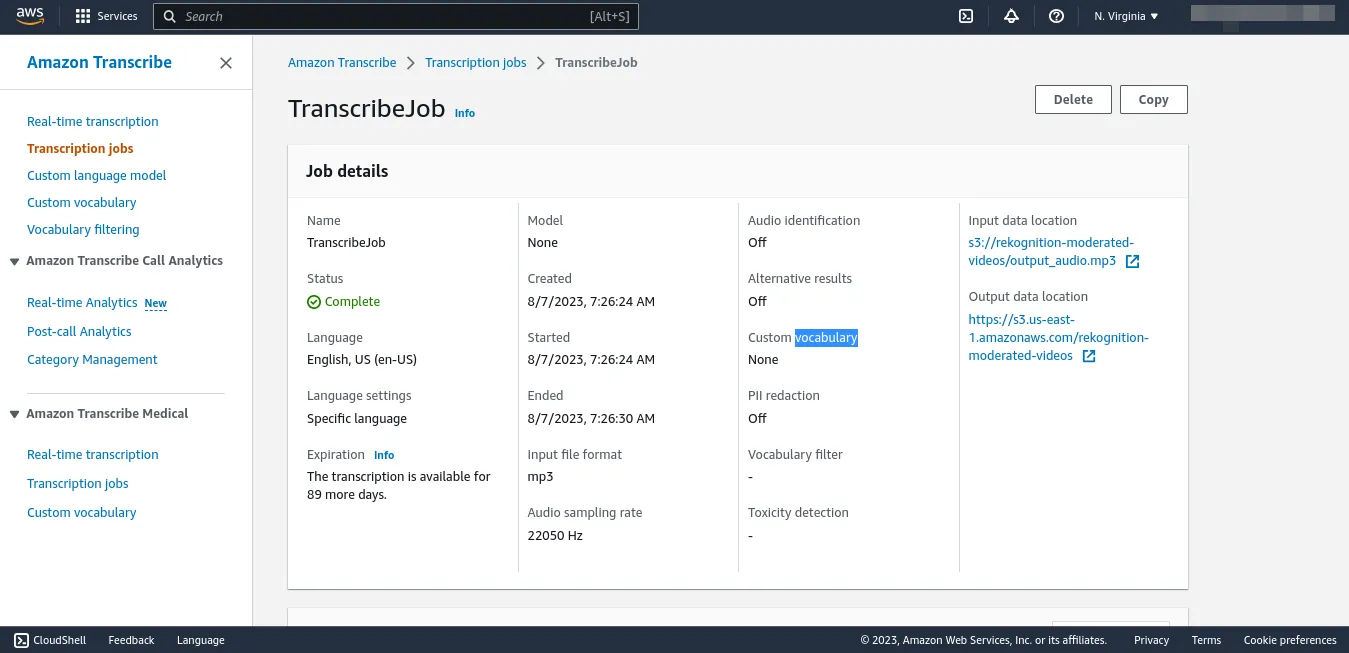 aws
Services
Search
[Alt+S]
N. Virginia
Amazon Transcribe
Real-time transcription
Transcription jobs
Custom language model
Custom vocabulary
Vocabulary filtering
Amazon Transcribe Call Analytics
Real-time Analytics New
Post-call Analytics
Category Management
Amazon Transcribe Medical
Real-time transcription
Transcription jobs
Custom vocabulary
Amazon Transcribe > Transcription jobs > TranscribeJob
TranscribeJob Info
Delete
Copy
Job details
Name
TranscribeJob
Status
Complete
Language
English, US (en-US)
Language settings
Specific language
Expiration Info
The transcription is available for
89 more days.
Model
None
Created
8/7/2023, 7:26:24 AM
Started
8/7/2023, 7:26:24 AM
Ended
8/7/2023, 7:26:30 AM
Input file format
mp3
Audio sampling rate
22050 Hz
Audio identification
Off
Alternative results
Off
Custom vocabulary
None
PII redaction
Off
Vocabulary filter
-
Toxicity detection
-
Input data location
s3://rekognition-moderated-
videos/output_audio.mp3
Output data location
https://s3.us-east-
1.amazonaws.com/rekognition-
moderated-videos
CloudShell
Feedback
Language
© 2023, Amazon Web Services, Inc. or its affiliates.
Privacy
Terms
Cookie preferences